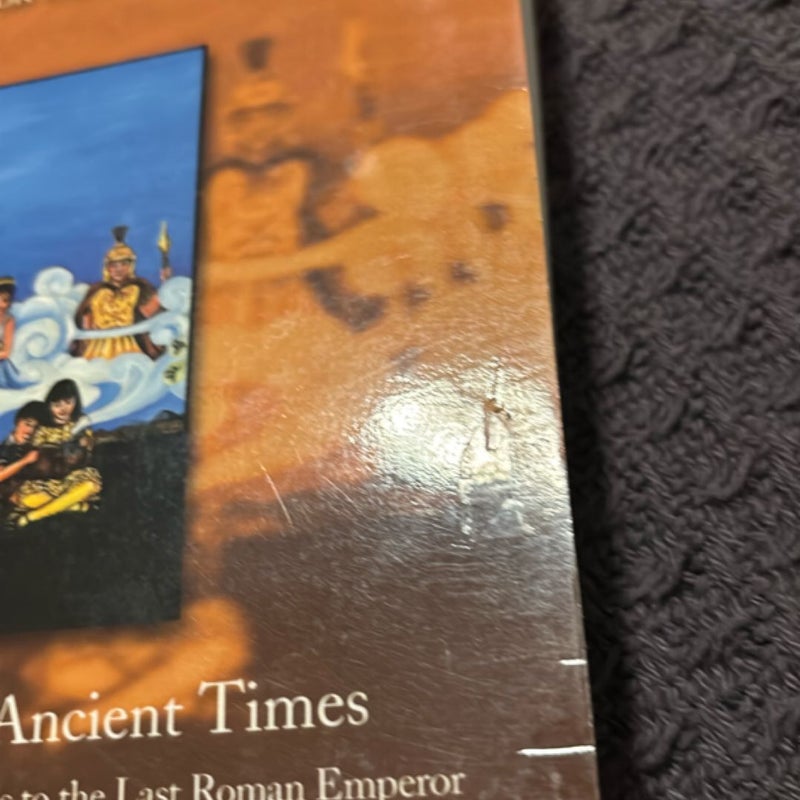 Ancient Times
to the Last Roman Emperor